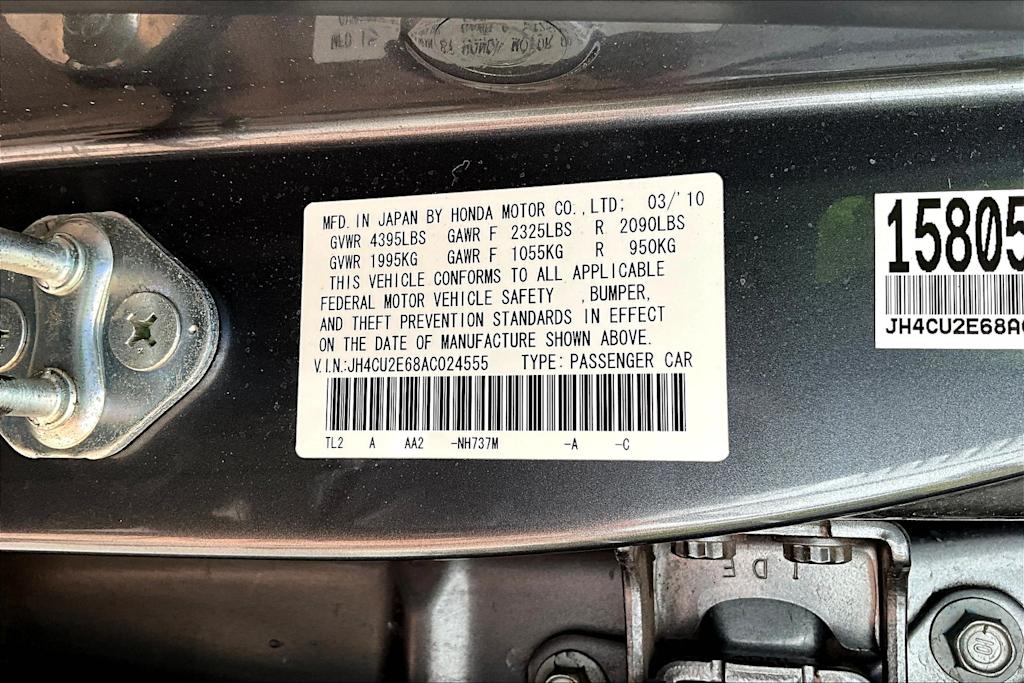 MFD. IN JAPAN BY HONDA MOTOR CO., LTD; 03/'10
GVWR 4395LBS GAWR F 2325LBS R 2090LBS
GVWR 1995KG GAWR F 1055KG R 950KG
THIS VEHICLE CONFORMS TO ALL APPLICABLE
FEDERAL MOTOR VEHICLE SAFETY , BUMPER,
AND THEFT PREVENTION STANDARDS IN EFFECT
ON THE DATE OF MANUFACTURE SHOWN ABOVE.
V.I.N.:JH4CU2E68AC024555 TYPE: PASSENGER CAR
TL2 A AA2 -NH737M -A -C
15805
JH4CU2E68A